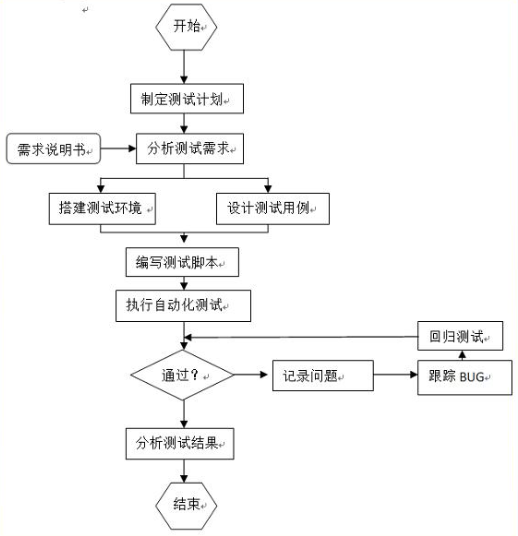 开始
制定测试计划
需求说明书
分析测试需求
搭建测试环境
设计测试用例
编写测试脚本
执行自动化测试
回归测试
通过？
记录问题
跟踪 BUG
分析测试结果
结束